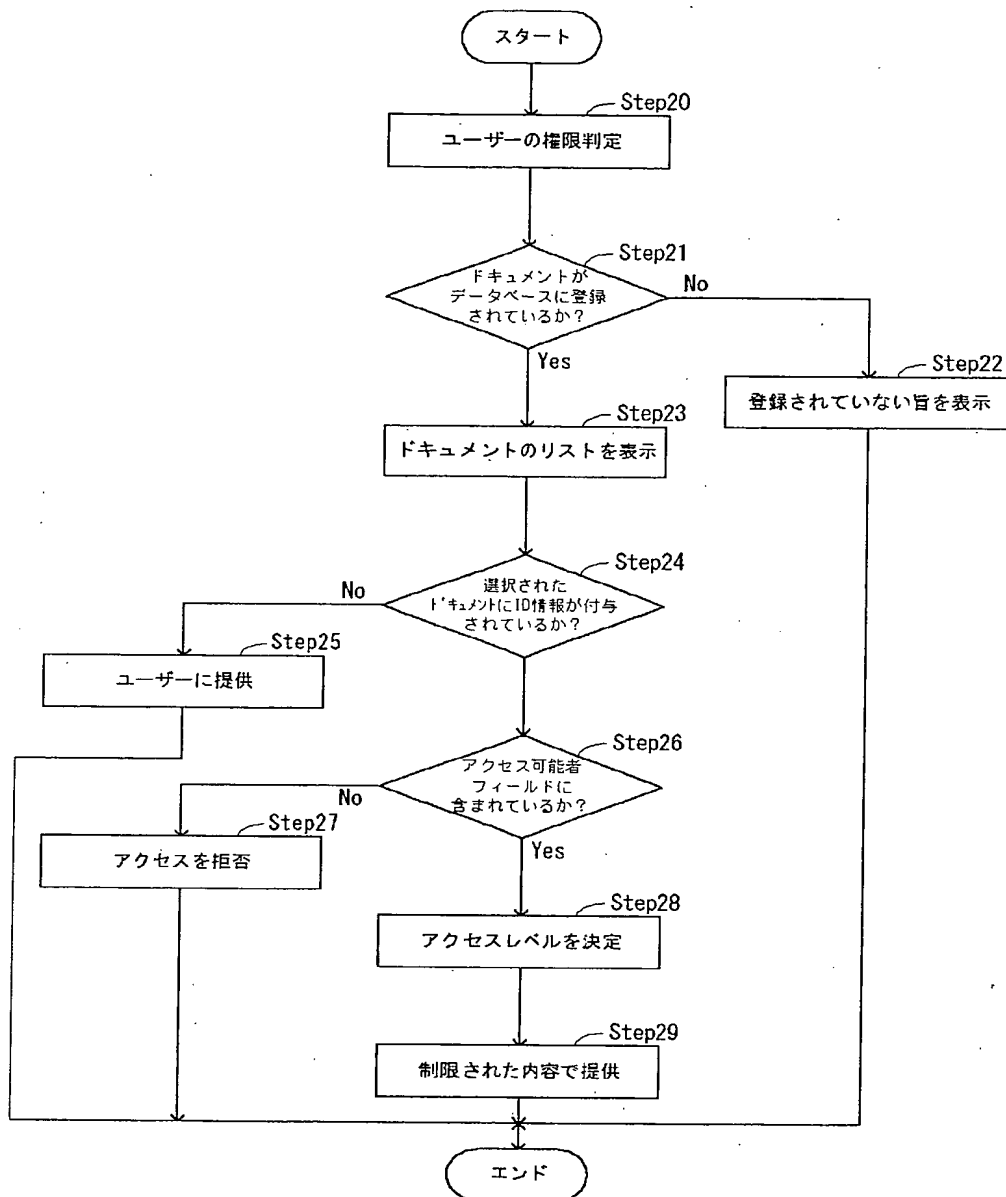 スタート
Step20
ユーザーの権限判定
Step21
ドキュメントが
データベースに登録
されているか？
No
Yes
Step22
登録されていない旨を表示
Step23
ドキュメントのリストを表示
Step24
選択された
ﾄﾞｷｭﾒﾝﾄにID情報が付与
されているか？
No
Step25
ユーザーに提供
Step26
アクセス可能者
フィールドに
含まれているか？
No
Yes
Step27
アクセスを拒否
Step28
アクセスレベルを決定
Step29
制限された内容で提供
エンド